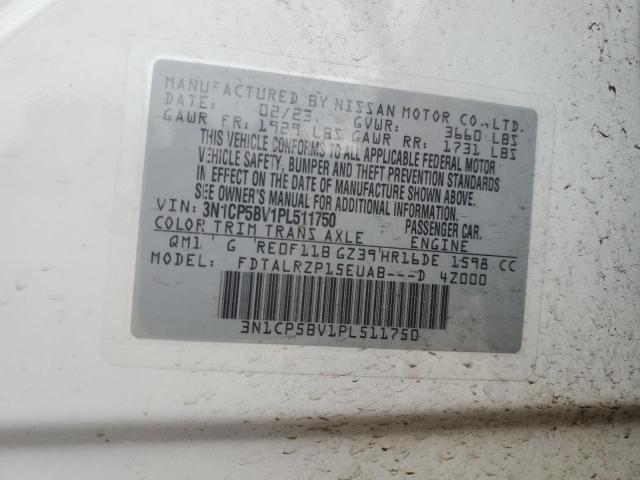 MANUFACTURED BY NISSAN MOTOR CO.,LTD.
DATE: 02/23. GVWR: 3660 LBS
GAWR FR: 1929 LBS GAWR RR: 1731 LBS
THIS VEHICLE CONFORMS TO ALL APPLICABLE FEDERAL MOTOR
VEHICLE SAFETY, BUMPER AND THEFT PREVENTION STANDARDS
IN EFFECT ON THE DATE OF MANUFACTURE SHOWN ABOVE.
SEE OWNER'S MANUAL FOR ADDITIONAL INFORMATION.
VIN: 3N1CP5BV1PL511750 PASSENGER CAR.
COLOR TRIM TRANS AXLE ENGINE
QM1 G RE0F11B GZ39 HR16DE 1598 CC
MODEL: FDTALRZP15EUAB---D 4Z000
3N1CP5BV1PL511750